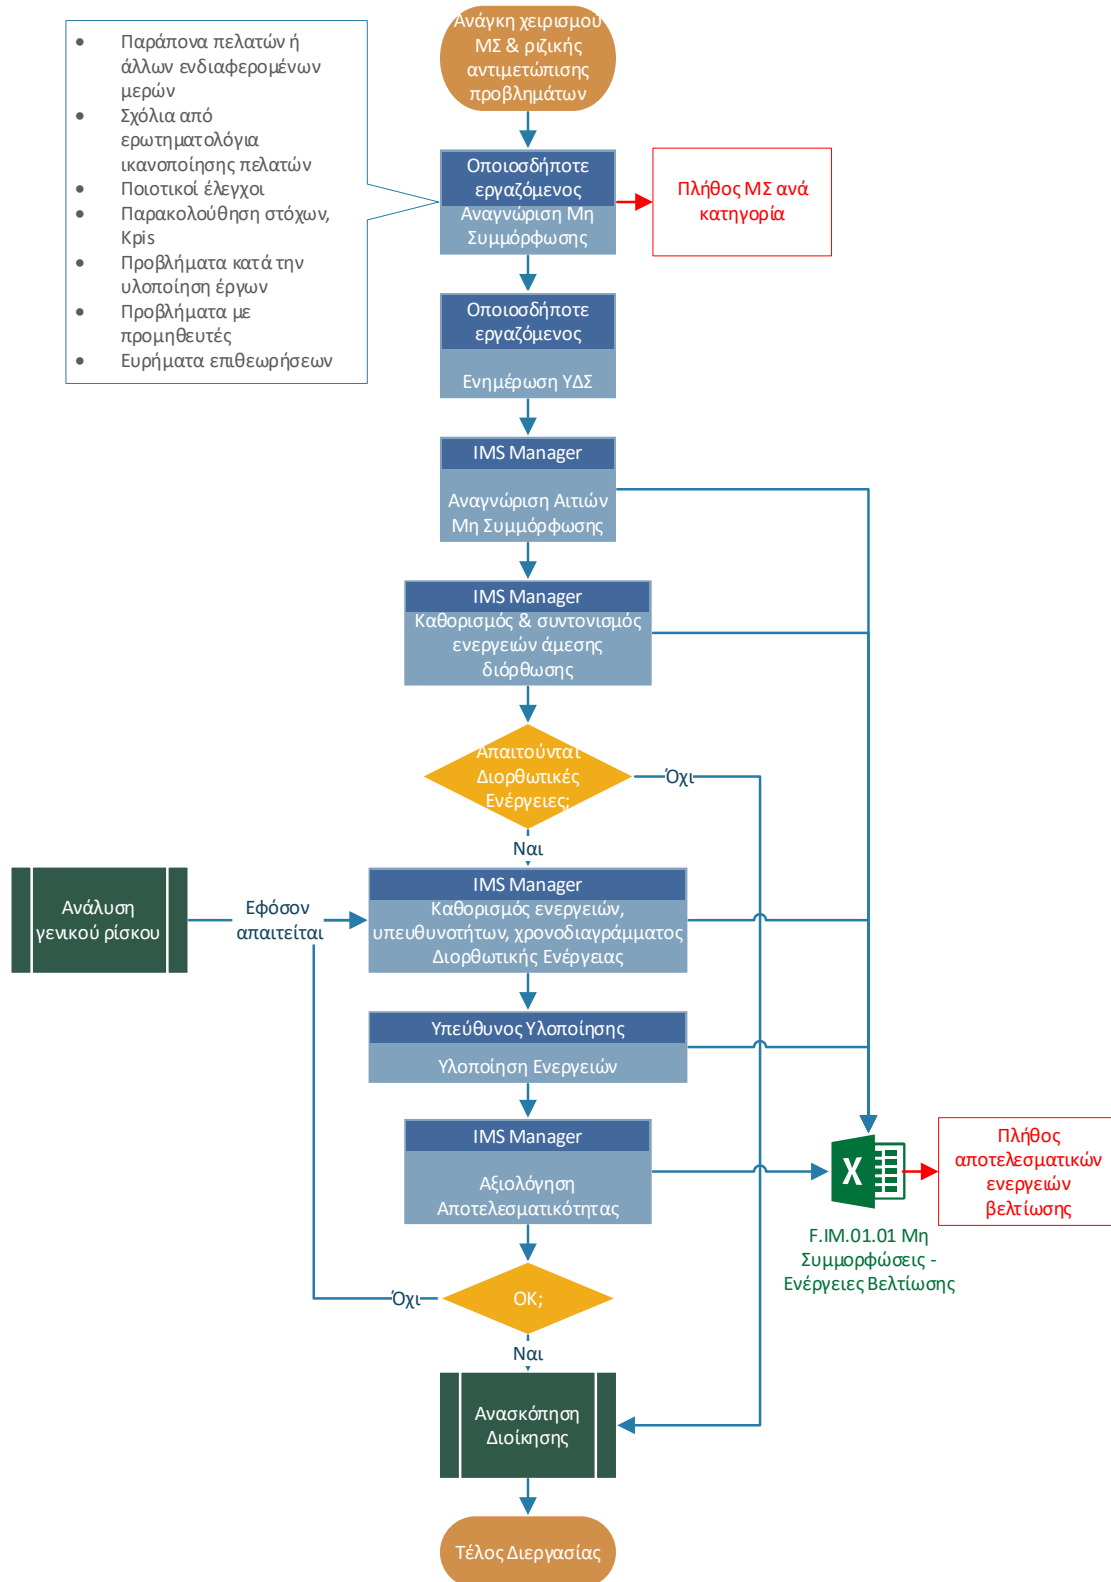 Ανάγκη χειρισμού
ΜΣ & ριζικής
αντιμετώπισης
προβλημάτων
• Παράπονα πελατών ή
άλλων ενδιαφερομένων
μερών
• Σχόλια από
ερωτηματολόγια
ικανοποίησης πελατών
• Ποιοτικοί έλεγχοι
• Παρακολούθηση στόχων,
Kpis
• Προβλήματα κατά την
υλοποίηση έργων
• Προβλήματα με
προμηθευτές
• Ευρήματα επιθεωρήσεων
Οποιοσδήποτε
εργαζόμενος
Αναγνώριση Μη
Συμμόρφωσης
Πλήθος ΜΣ ανά
κατηγορία
Οποιοσδήποτε
εργαζόμενος
Ενημέρωση ΥΔΣ
IMS Manager
Αναγνώριση Αιτιών
Μη Συμμόρφωσης
IMS Manager
Καθορισμός & συντονισμός
ενεργειών άμεσης
διόρθωσης
Απαιτούνται
Διορθωτικές
Ενέργειες;
Όχι
Ναι
Ανάλυση
γενικού ρίσκου
Εφόσον
απαιτείται
IMS Manager
Καθορισμός ενεργειών,
υπευθυνοτήτων, χρονοδιαγράμματος
Διορθωτικής Ενέργειας
Υπεύθυνος Υλοποίησης
Υλοποίηση Ενεργειών
IMS Manager
Αξιολόγηση
Αποτελεσματικότητας
X
Πλήθος
αποτελεσματικών
ενεργειών
βελτίωσης
F.IM.01.01 Μη
Συμμορφώσεις -
Ενέργειες Βελτίωσης
OK;
Όχι
Ναι
Ανασκόπηση
Διοίκησης
Τέλος Διεργασίας